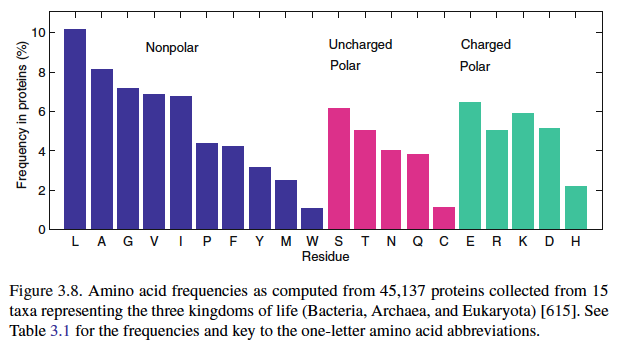 Frequency in proteins (%)
10
8
6
4
2
0
Nonpolar
Uncharged
Polar
Charged
Polar
L A G V I P F Y M W S T N Q C E R K D H
Residue
Figure 3.8. Amino acid frequencies as computed from 45,137 proteins collected from 15
taxa representing the three kingdoms of life (Bacteria, Archaea, and Eukaryota) [615]. See
Table 3.1 for the frequencies and key to the one-letter amino acid abbreviations.